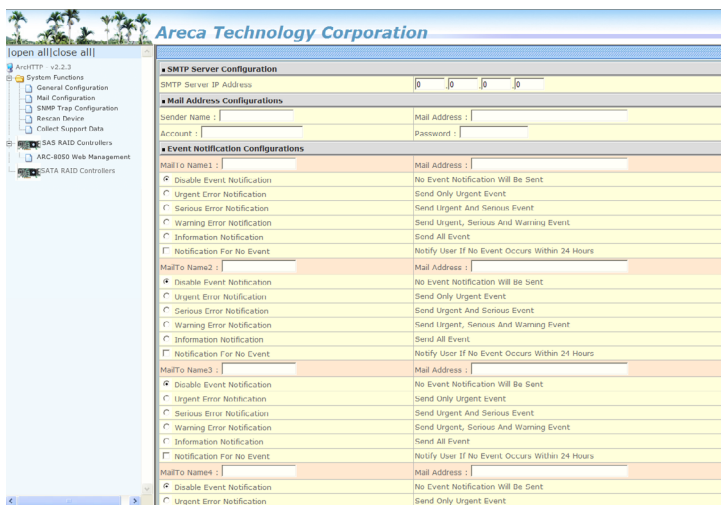 Areca Technology Corporation
|open all|close all|
ArcHTTP v2.2.3
System Functions
General Configuration
Mail Configuration
SNMP Trap Configuration
Rescan Device
Collect Support Data
SAS RAID Controllers
ARC-8050 Web Management
SATA RAID Controllers
SMTP Server Configuration
SMTP Server IP Address 0 . 0 . 0 . 0
Mail Address Configurations
Sender Name : Mail Address :
Account : Password :
Event Notification Configurations
MailTo Name1 : Mail Address :
Disable Event Notification No Event Notification Will Be Sent
Urgent Error Notification Send Only Urgent Event
Serious Error Notification Send Urgent And Serious Event
Warning Error Notification Send Urgent, Serious And Warning Event
Information Notification Send All Event
Notification For No Event Notify User If No Event Occurs Within 24 Hours
MailTo Name2 : Mail Address :
Disable Event Notification No Event Notification Will Be Sent
Urgent Error Notification Send Only Urgent Event
Serious Error Notification Send Urgent And Serious Event
Warning Error Notification Send Urgent, Serious And Warning Event
Information Notification Send All Event
Notification For No Event Notify User If No Event Occurs Within 24 Hours
MailTo Name3 : Mail Address :
Disable Event Notification No Event Notification Will Be Sent
Urgent Error Notification Send Only Urgent Event
Serious Error Notification Send Urgent And Serious Event
Warning Error Notification Send Urgent, Serious And Warning Event
Information Notification Send All Event
Notification For No Event Notify User If No Event Occurs Within 24 Hours
MailTo Name4 : Mail Address :
Disable Event Notification No Event Notification Will Be Sent
Urgent Error Notification Send Only Urgent Event